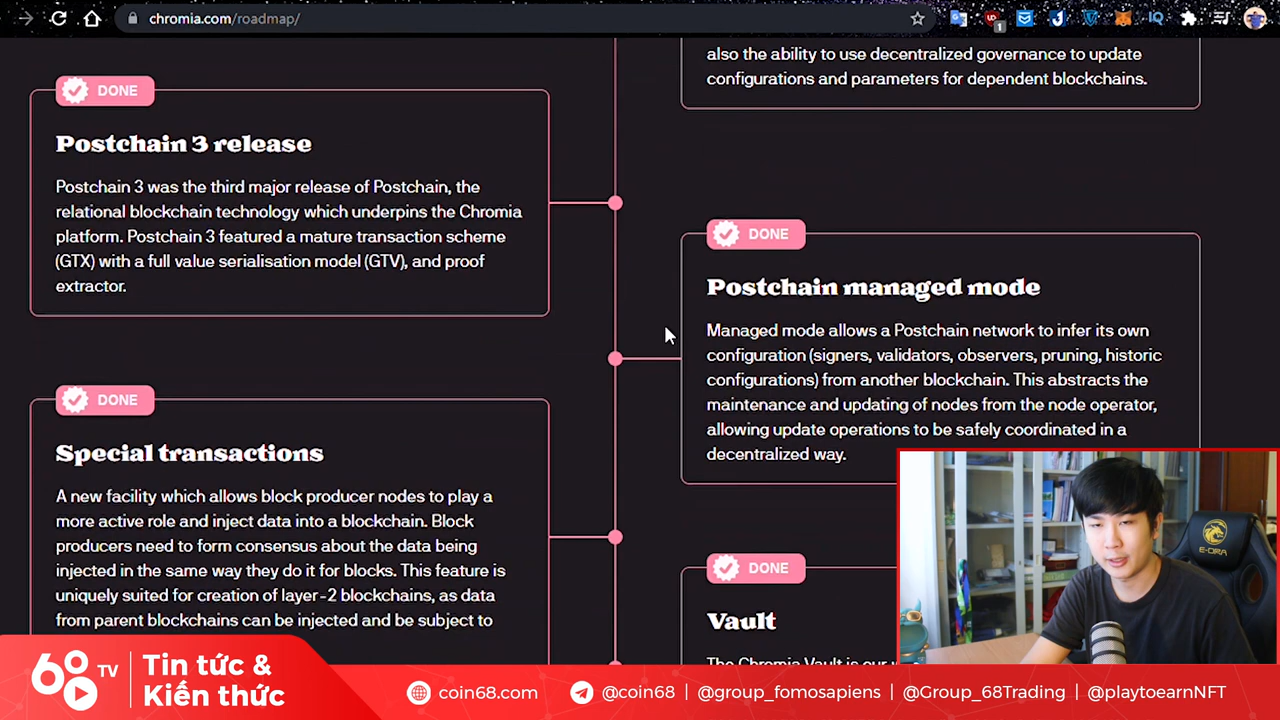 chromia.com/roadmap/
1
also the ability to use decentralized governance to update
configurations and parameters for dependent blockchains.
DONE
Postchain 3 release
Postchain 3 was the third major release of Postchain, the
relational blockchain technology which underpins the Chromia
platform. Postchain 3 featured a mature transaction scheme
(GTX) with a full value serialisation model (GTV), and proof
extractor.
DONE
Postchain managed mode
Managed mode allows a Postchain network to infer its own
configuration (signers, validators, observers, pruning, historic
configurations) from another blockchain. This abstracts the
maintenance and updating of nodes from the node operator,
allowing update operations to be safely coordinated in a
decentralized way.
DONE
Special transactions
A new facility which allows block producer nodes to play a
more active role and inject data into a blockchain. Block
producers need to form consensus about the data being
injected in the same way they do it for blocks. This feature is
uniquely suited for creation of layer-2 blockchains, as data
from parent blockchains can be injected and be subject to
DONE
Vault
The Chromia Vault is our
E-DRA
68 TV
Tin tức &
Kiến thức
coin68.com
@coin68 | @group_fomosapiens | @Group_68Trading | @playtoearnNFT